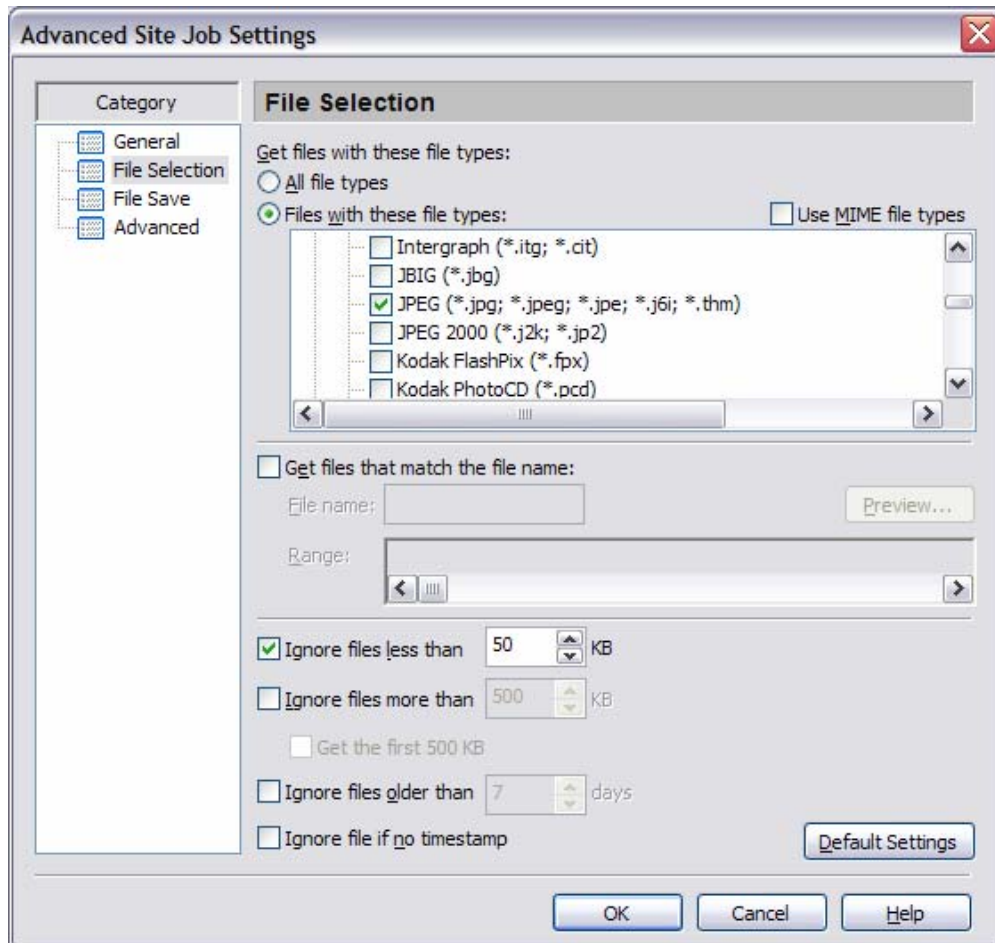 Advanced Site Job Settings
Category
General
File Selection
File Save
Advanced
File Selection
Get files with these file types:
All file types
Files with these file types:
Use MIME file types
Intergraph (*.itg; *.cit)
JBIG (*.jbg)
JPEG (*.jpg; *.jpeg; *.jpe; *.j6i; *.thm)
JPEG 2000 (*.j2k; *.jp2)
Kodak FlashPix (*.fpx)
Kodak PhotoCD (*.pcd)
Get files that match the file name:
File name:
Preview...
Range:
Ignore files less than 50 KB
Ignore files more than 500 KB
Get the first 500 KB
Ignore files older than 7 days
Ignore file if no timestamp
Default Settings
OK
Cancel
Help